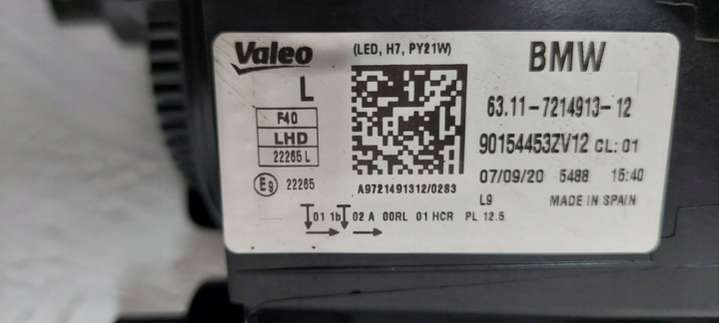 Valeo
(LED, H7, PY21W)
BMW
L
F40
LHD
22265 L
E9 22265
A9721491312/0283
63.11-7214913-12
90154453ZV12 CL: 01
07/09/20 5488 15:40
L9 MADE IN SPAIN
01 1b 02 A 00RL 01 HCR PL 12.5